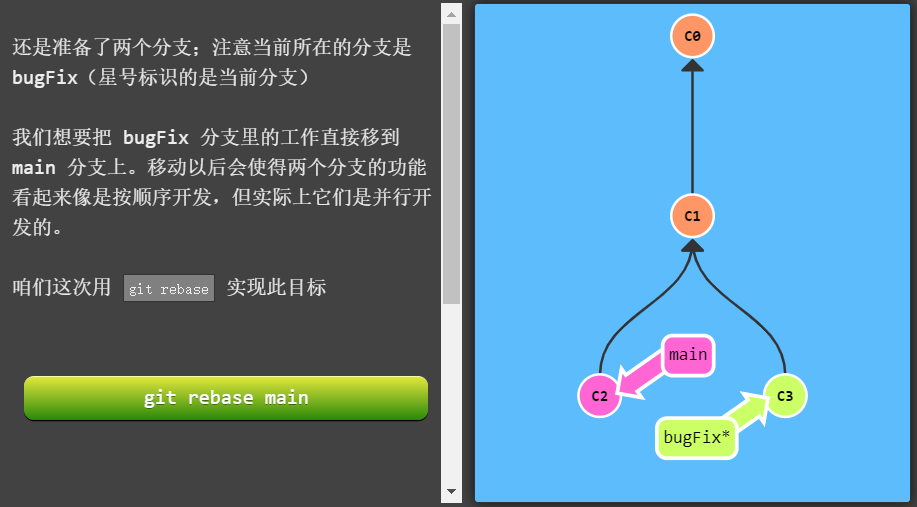 还是准备了两个分支；注意当前所在的分支是
bugFix（星号标识的是当前分支）
我们想要把 bugFix 分支里的工作直接移到
main 分支上。移动以后会使得两个分支的功能
看起来像是按顺序开发，但实际上它们是并行开
发的。
咱们这次用 git rebase 实现此目标
git rebase main
C0
C1
main
C2
C3
bugFix*